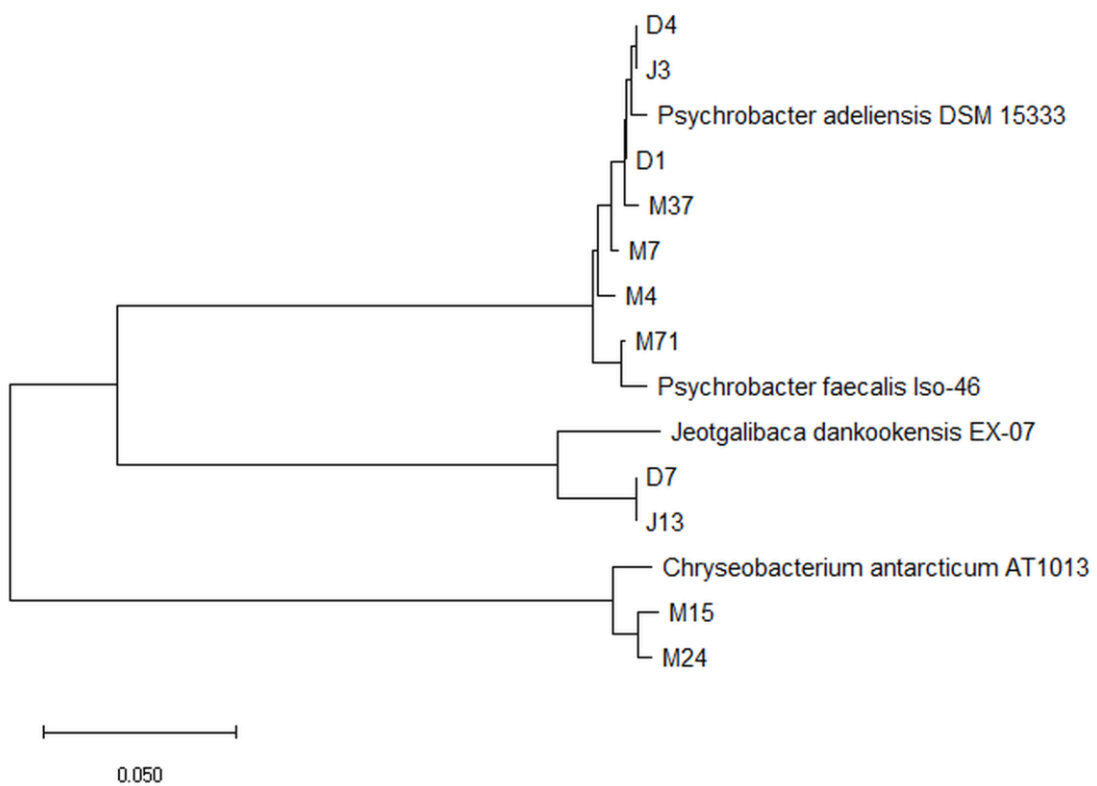 D4
J3
Psychrobacter adeliensis DSM 15333
D1
M37
M7
M4
M71
Psychrobacter faecalis Iso-46
Jeotgalibaca dankookensis EX-07
D7
J13
Chryseobacterium antarcticum AT1013
M15
M24
0.050